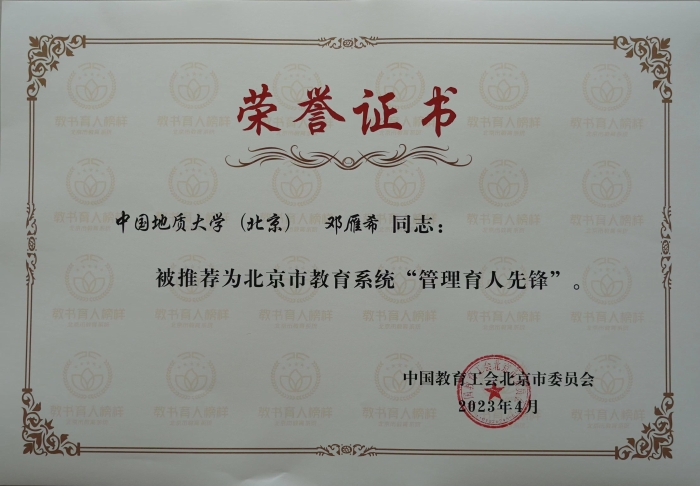 荣誉证书
中国地质大学（北京） 邓雁希 同志：
被推荐为北京市教育系统“管理育人先锋”。
中国教育工会北京市委员会
2023年4月